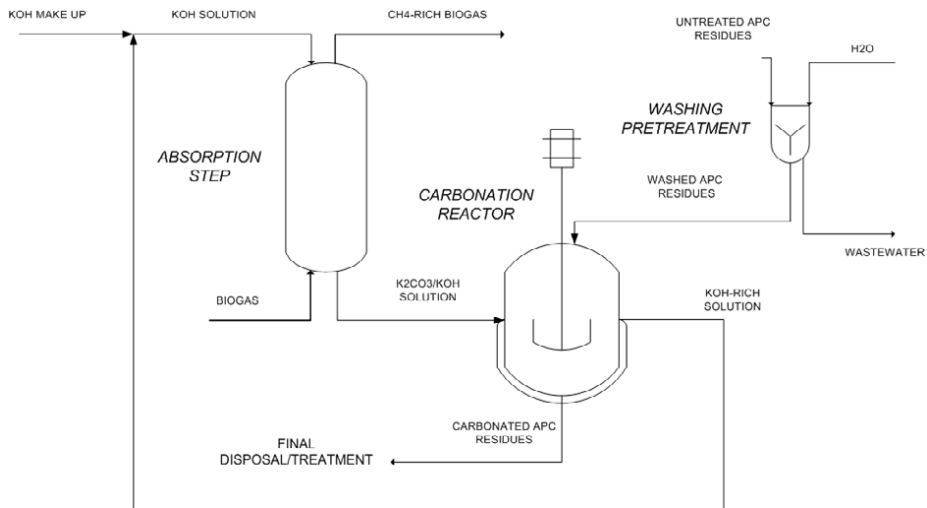 KOH MAKE UP
KOH SOLUTION
CH4-RICH BIOGAS
UNTREATED APC
RESIDUES
H2O
WASHING
PRETREATMENT
ABSORPTION
STEP
CARBONATION
REACTOR
WASHED APC
RESIDUES
WASTEWATER
BIOGAS
K2CO3/KOH
SOLUTION
KOH-RICH
SOLUTION
CARBONATED APC
RESIDUES
FINAL
DISPOSAL/TREATMENT